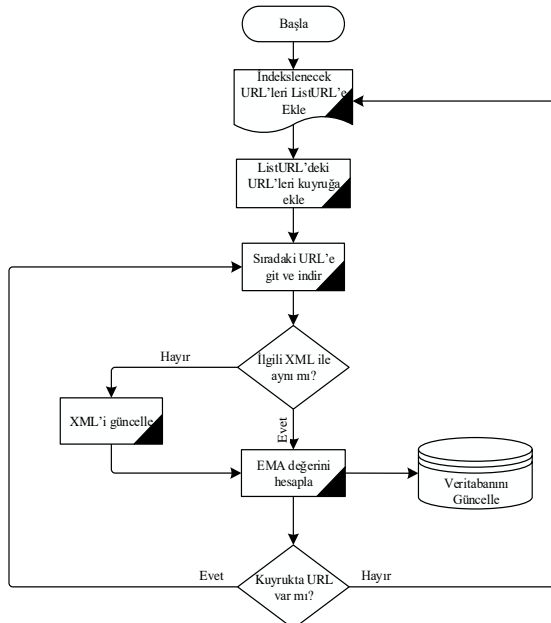 Başla
İndekslenecek
URL’leri ListURL’e
Ekle
ListURL’deki
URL’leri kuyruğa
ekle
Sıradaki URL’e
git ve indir
Hayır
İlgili XML ile
aynı mı?
XML’i güncelle
Evet
EMA değerini
hesapla
Veritabanını
Güncelle
Evet
Kuyrukta URL
var mı?
Hayır